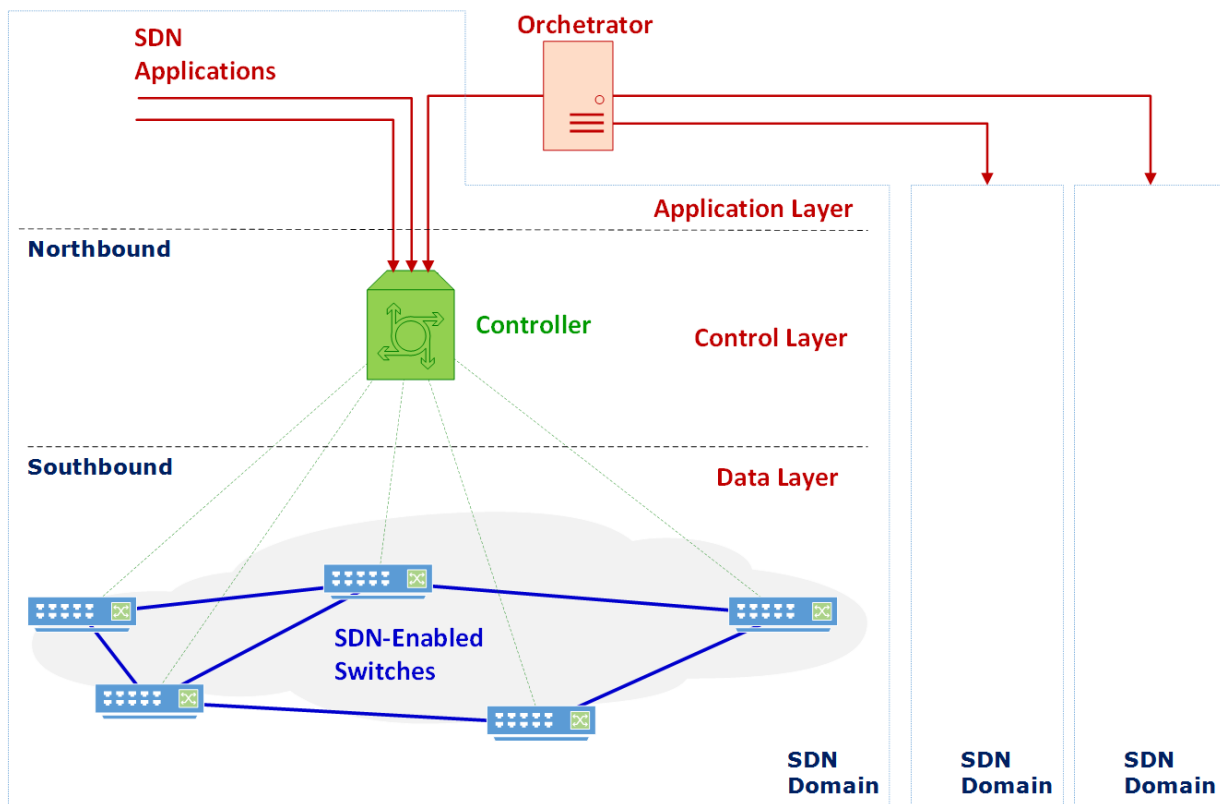 SDN
Applications
Orchetrator
Application Layer
Northbound
Controller
Control Layer
Southbound
Data Layer
SDN-Enabled
Switches
SDN
Domain
SDN
Domain
SDN
Domain